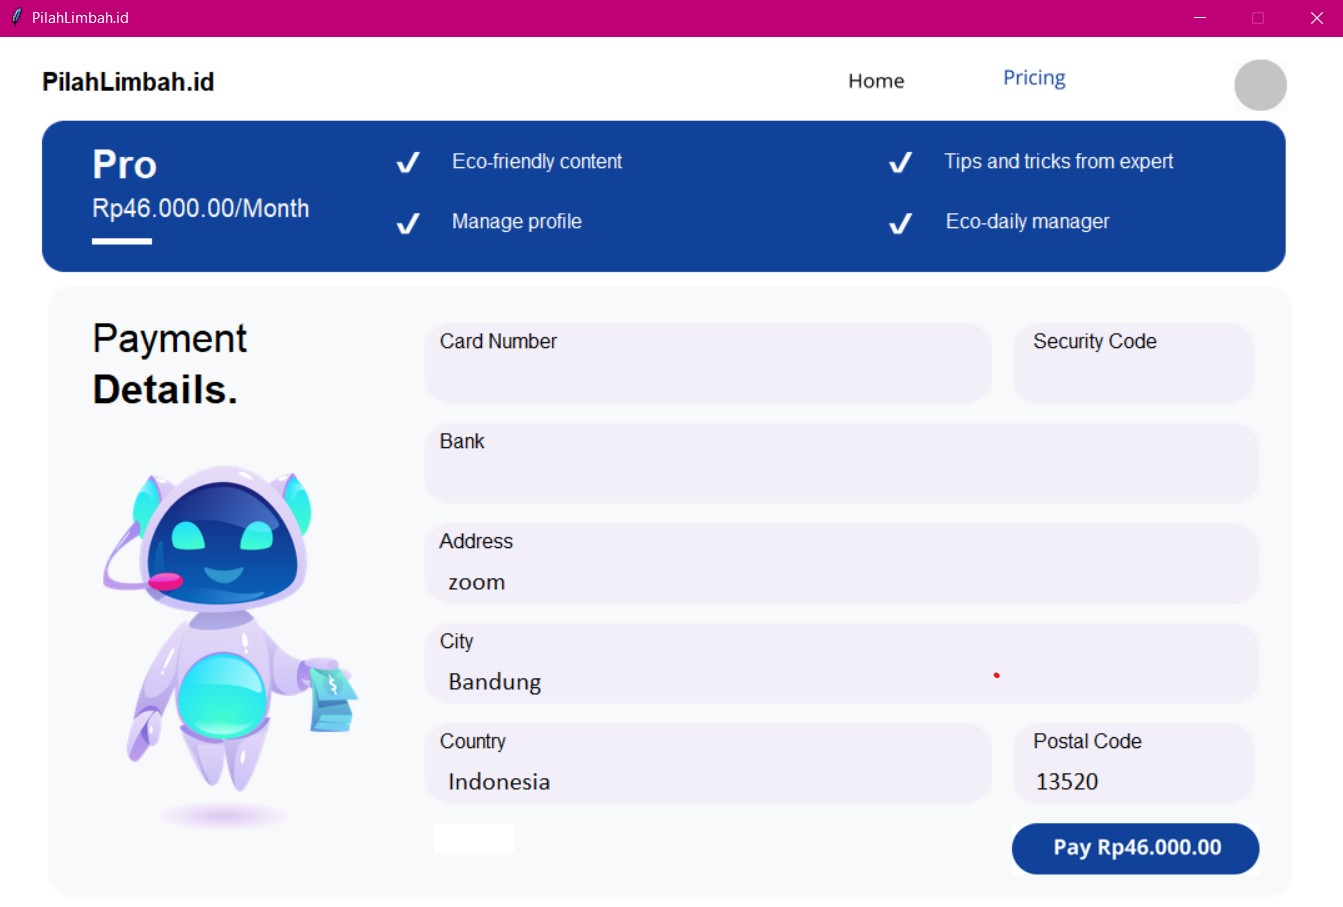 PilahLimbah.id
PilahLimbah.id
Home
Pricing
Pro
Rp46.000.00/Month
Eco-friendly content
Tips and tricks from expert
Manage profile
Eco-daily manager
Payment
Details.
Card Number
Security Code
Bank
Address
zoom
City
Bandung
Country
Indonesia
Postal Code
13520
Pay Rp46.000.00